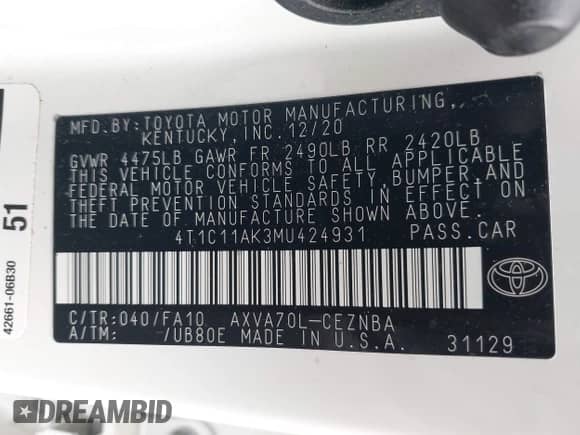 MFD. BY: TOYOTA MOTOR MANUFACTURING,
KENTUCKY, INC. 12/20
GVWR 4475LB GAWR FR 2490LB RR 2420LB
THIS VEHICLE CONFORMS TO ALL APPLICABLE
FEDERAL MOTOR VEHICLE SAFETY, BUMPER, AND
THEFT PREVENTION STANDARDS IN EFFECT ON
THE DATE OF MANUFACTURE SHOWN ABOVE.
4T1C11AK3MU424931 PASS. CAR
C/TR: 040/FA10 AXVA70L-CEZNBA
A/TM: /UB80E MADE IN U.S.A. 31129
42661-06B30
51
DREAMBID